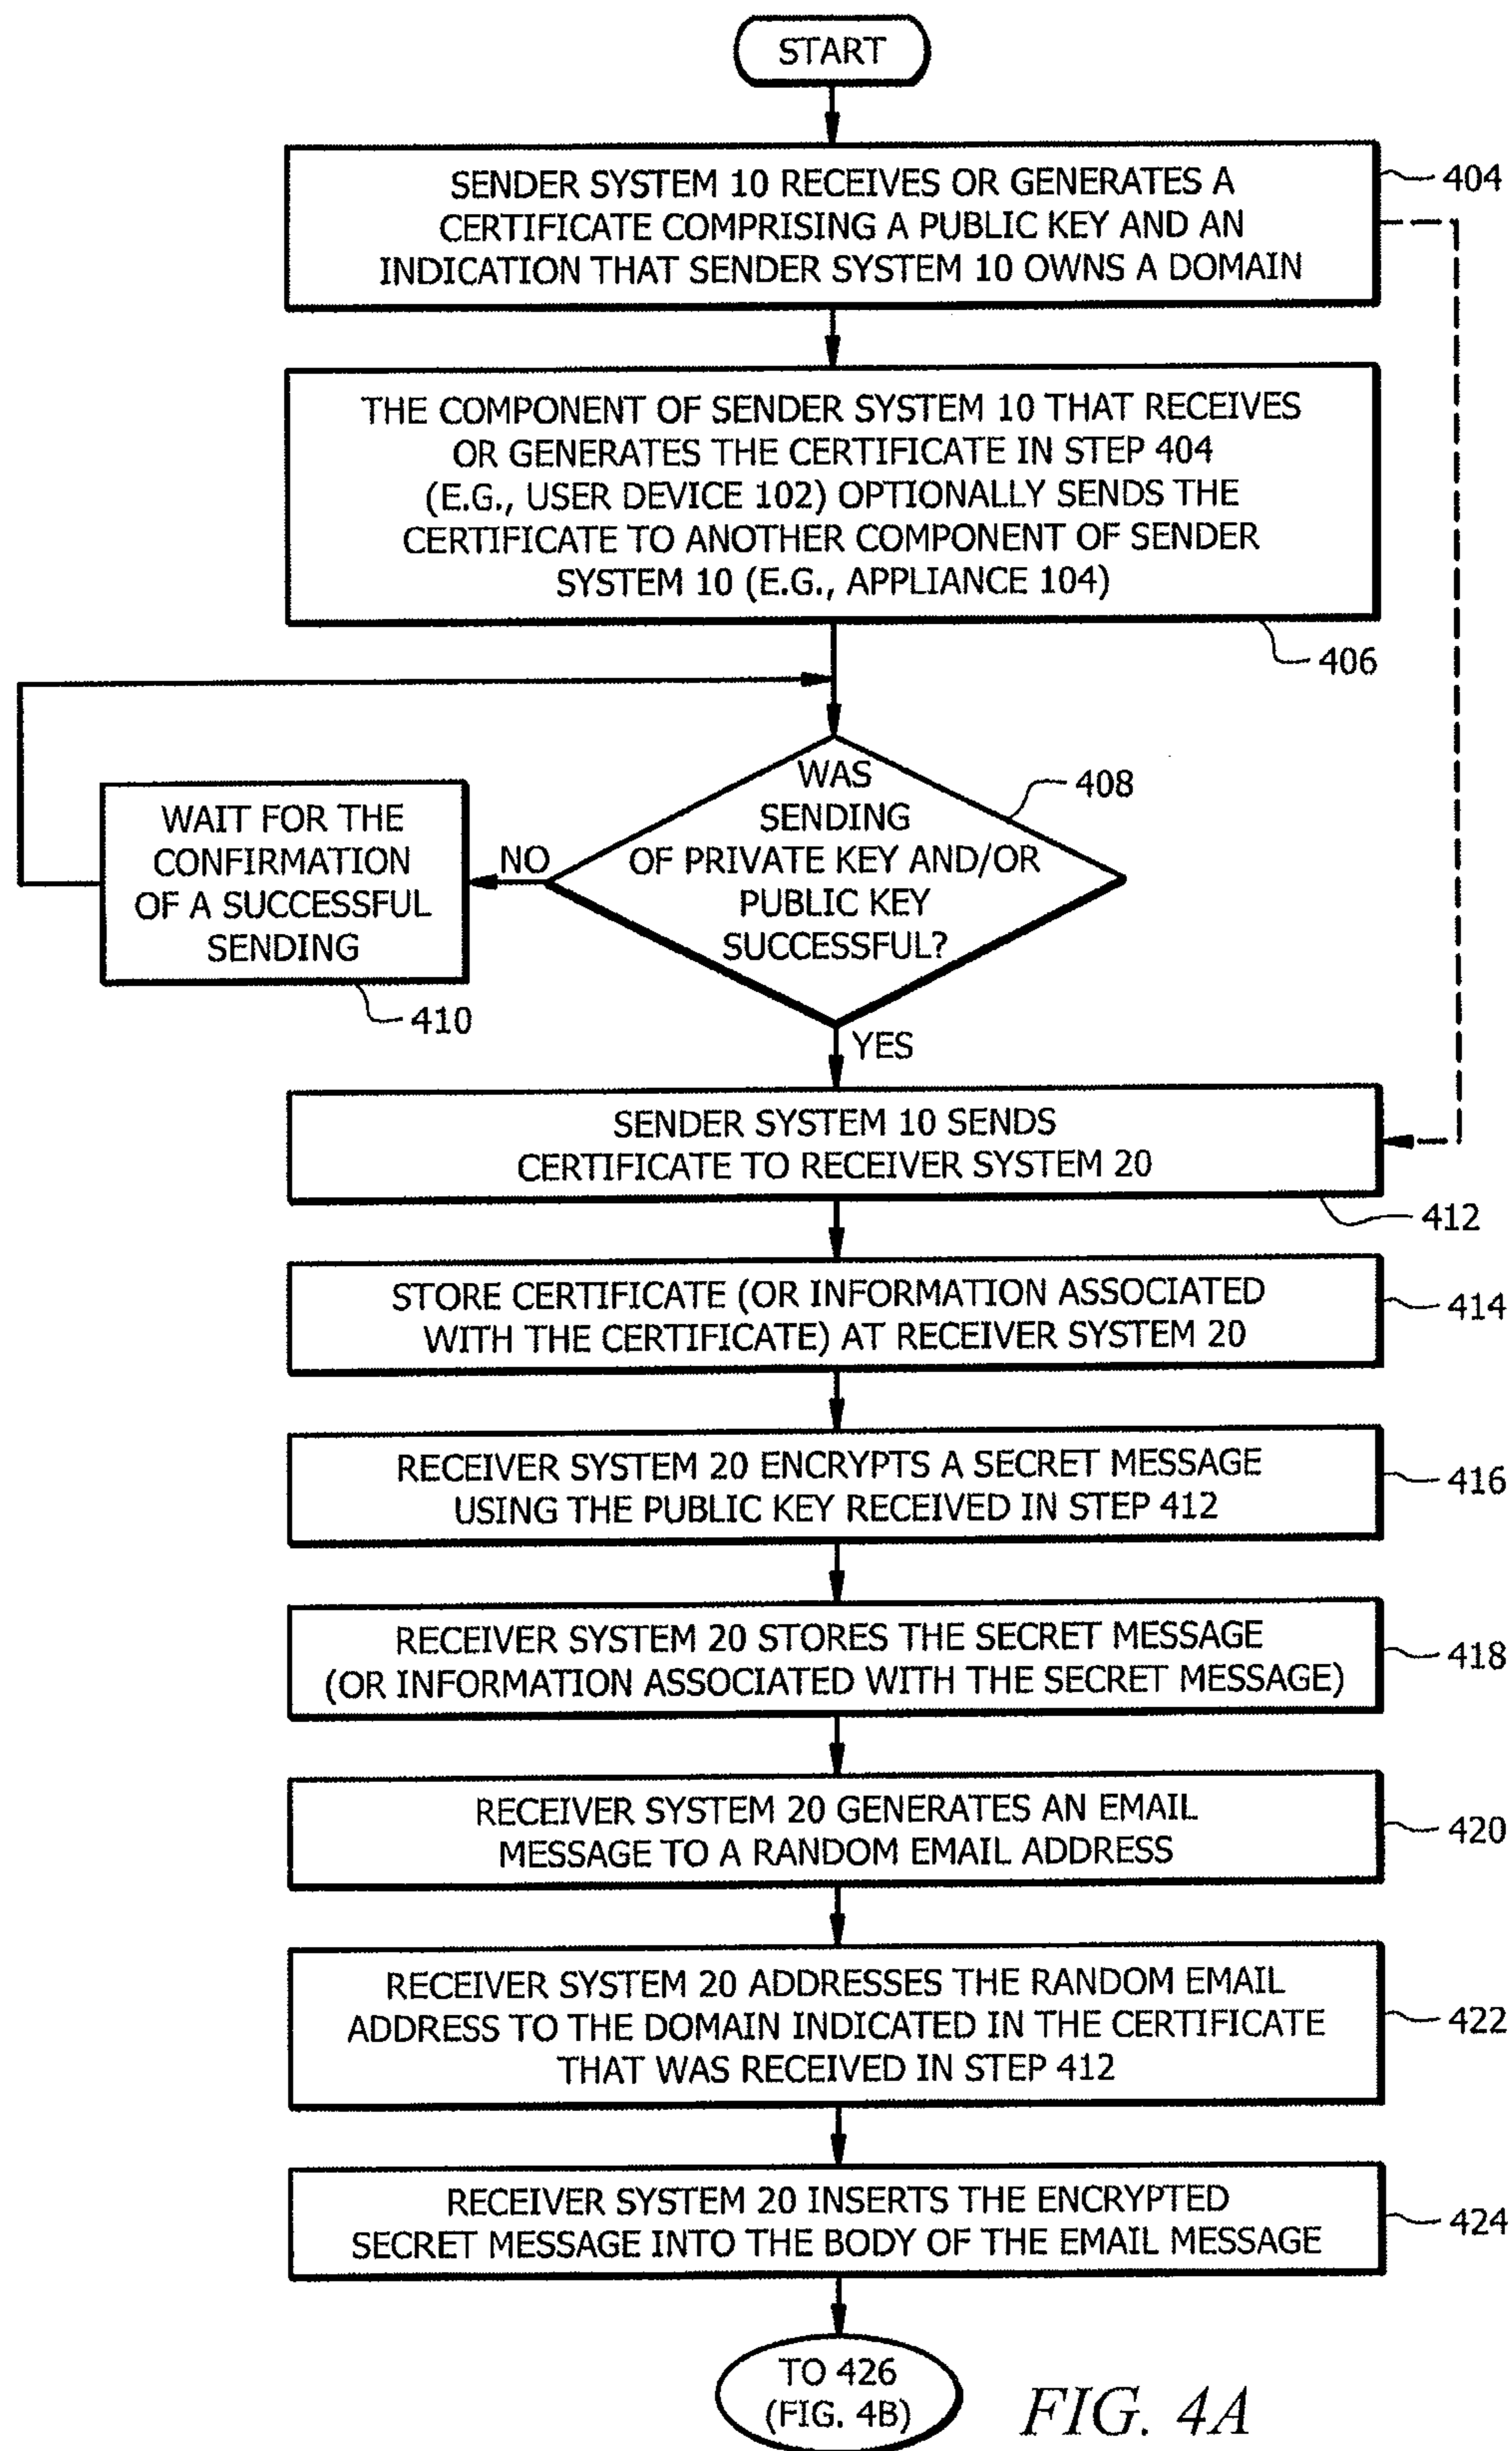 START
SENDER SYSTEM 10 RECEIVES OR GENERATES A
CERTIFICATE COMPRISING A PUBLIC KEY AND AN
INDICATION THAT SENDER SYSTEM 10 OWNS A DOMAIN
404
THE COMPONENT OF SENDER SYSTEM 10 THAT RECEIVES
OR GENERATES THE CERTIFICATE IN STEP 404
(E.G., USER DEVICE 102) OPTIONALLY SENDS THE
CERTIFICATE TO ANOTHER COMPONENT OF SENDER
SYSTEM 10 (E.G., APPLIANCE 104)
406
WAS
SENDING
OF PRIVATE KEY AND/OR
PUBLIC KEY
SUCCESSFUL?
408
NO
WAIT FOR THE
CONFIRMATION
OF A SUCCESSFUL
SENDING
410
YES
SENDER SYSTEM 10 SENDS
CERTIFICATE TO RECEIVER SYSTEM 20
412
STORE CERTIFICATE (OR INFORMATION ASSOCIATED
WITH THE CERTIFICATE) AT RECEIVER SYSTEM 20
414
RECEIVER SYSTEM 20 ENCRYPTS A SECRET MESSAGE
USING THE PUBLIC KEY RECEIVED IN STEP 412
416
RECEIVER SYSTEM 20 STORES THE SECRET MESSAGE
(OR INFORMATION ASSOCIATED WITH THE SECRET MESSAGE)
418
RECEIVER SYSTEM 20 GENERATES AN EMAIL
MESSAGE TO A RANDOM EMAIL ADDRESS
420
RECEIVER SYSTEM 20 ADDRESSES THE RANDOM EMAIL
ADDRESS TO THE DOMAIN INDICATED IN THE CERTIFICATE
THAT WAS RECEIVED IN STEP 412
422
RECEIVER SYSTEM 20 INSERTS THE ENCRYPTED
SECRET MESSAGE INTO THE BODY OF THE EMAIL MESSAGE
424
TO 426
(FIG. 4B)
FIG. 4A